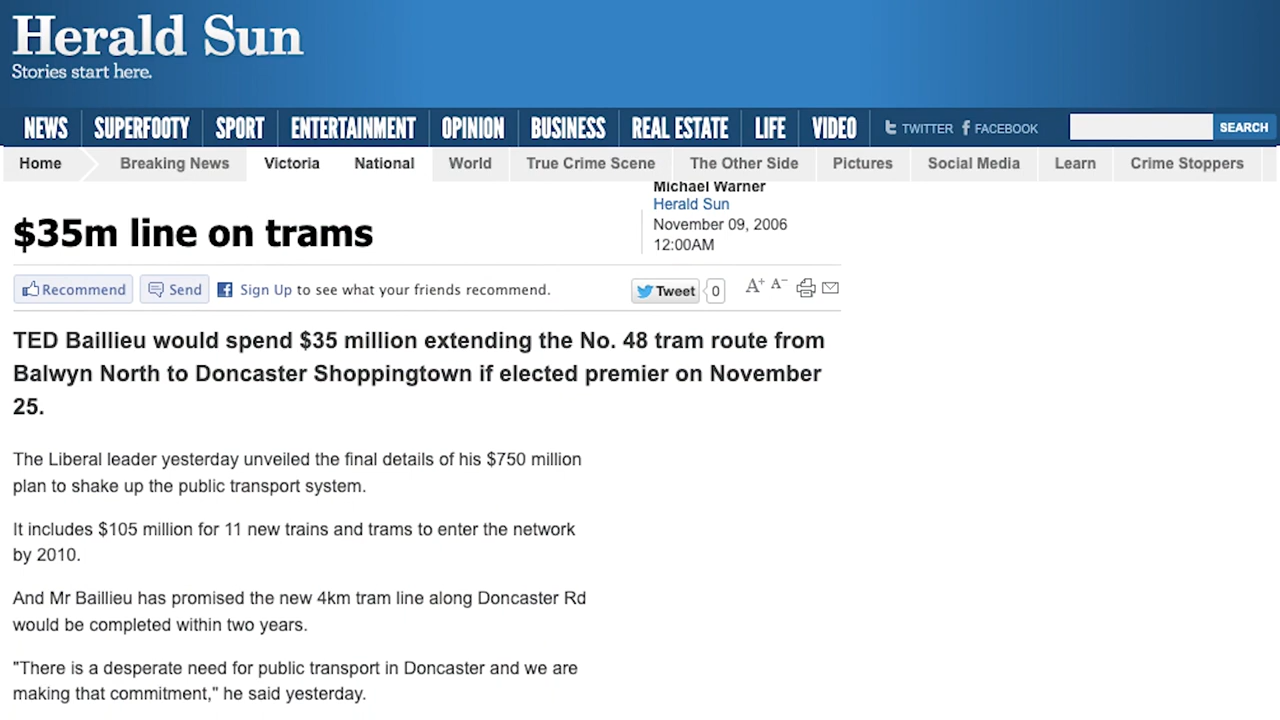 Herald Sun
Stories start here.
NEWS SUPERFOOTY SPORT ENTERTAINMENT OPINION BUSINESS REAL ESTATE LIFE VIDEO TWITTER FACEBOOK SEARCH
Home Breaking News Victoria National World True Crime Scene The Other Side Pictures Social Media Learn Crime Stoppers
Michael Warner
Herald Sun
November 09, 2006
12:00AM
$35m line on trams
Recommend Send Sign Up to see what your friends recommend. Tweet 0 A+ A−
TED Baillieu would spend $35 million extending the No. 48 tram route from
Balwyn North to Doncaster Shoppingtown if elected premier on November
25.
The Liberal leader yesterday unveiled the final details of his $750 million
plan to shake up the public transport system.
It includes $105 million for 11 new trains and trams to enter the network
by 2010.
And Mr Baillieu has promised the new 4km tram line along Doncaster Rd
would be completed within two years.
"There is a desperate need for public transport in Doncaster and we are
making that commitment," he said yesterday.